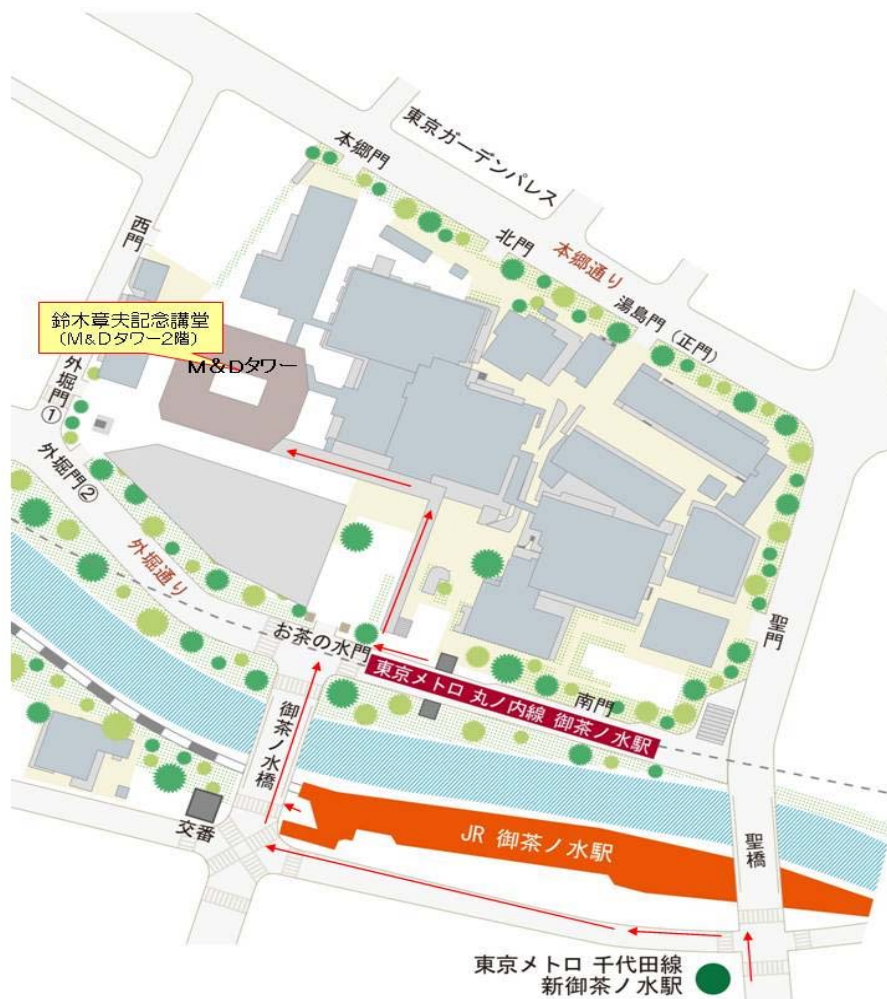 東京ガーデンパレス
本郷門
北門
本郷通り
湯島門（正門）
西門
鈴木章夫記念講堂
（M&Dタワー2階）
M&Dタワー
外堀門①
外堀門②
外堀通り
お茶の水門
聖門
東京メトロ 丸ノ内線 御茶ノ水駅
南門
御茶ノ水橋
交番
JR 御茶ノ水駅
聖橋
東京メトロ 千代田線
新御茶ノ水駅